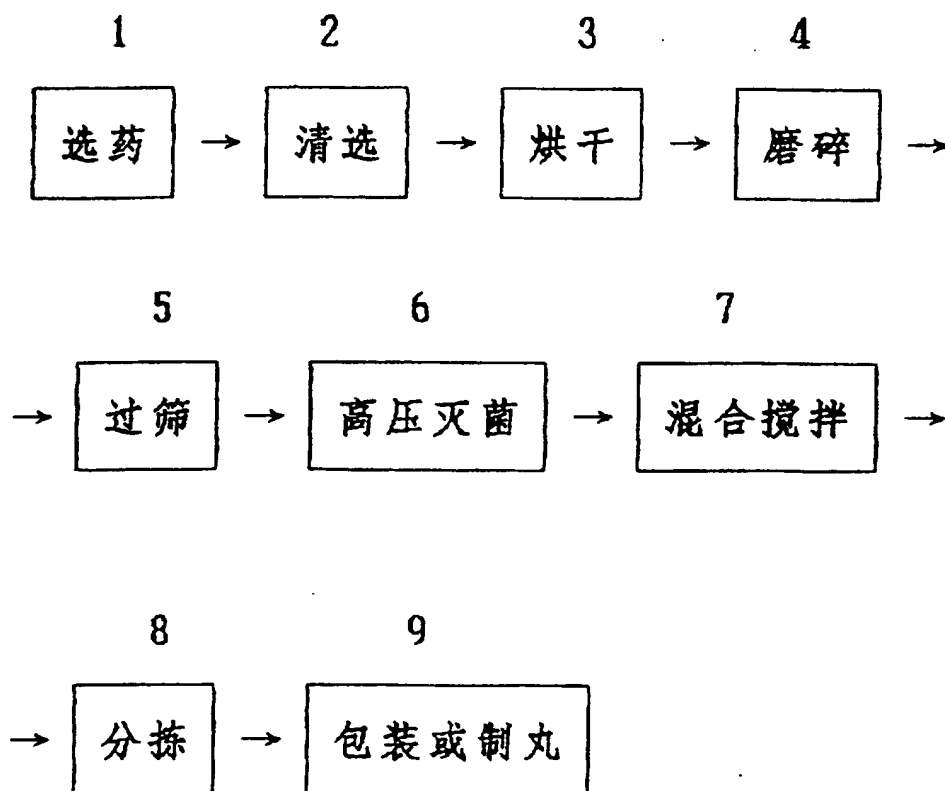 1 2 3 4
选药 → 清选 → 烘干 → 磨碎 →
5 6 7
→ 过筛 → 高压灭菌 → 混合搅拌 →
8 9
→ 分拣 → 包装或制丸